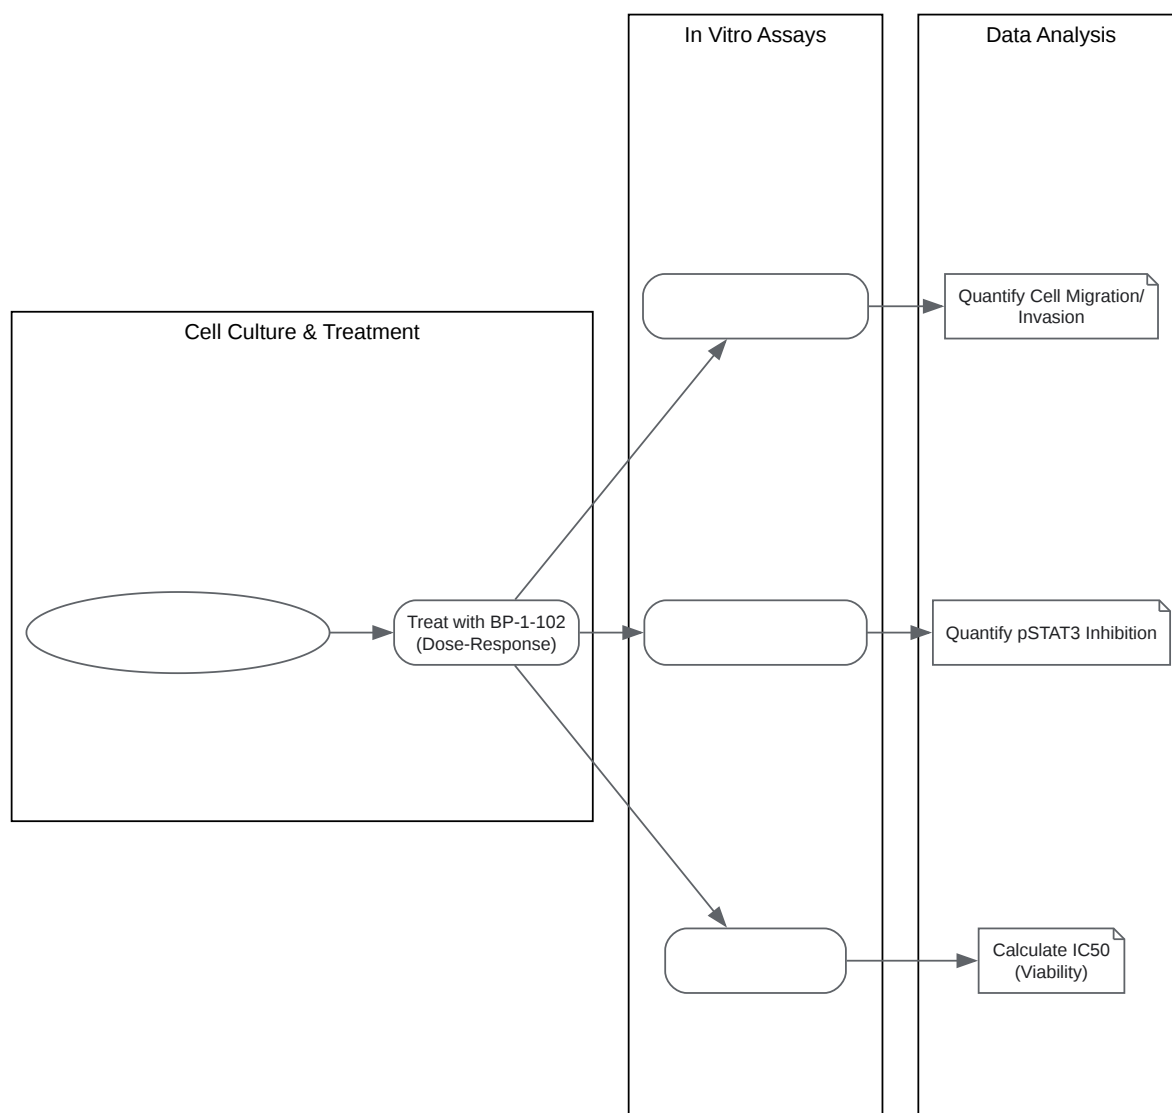 In Vitro Assays
Data Analysis
Quantify Cell Migration/
Invasion
Cell Culture & Treatment
Treat with BP-1-102
(Dose-Response)
Quantify pSTAT3 Inhibition
Calculate IC50
(Viability)